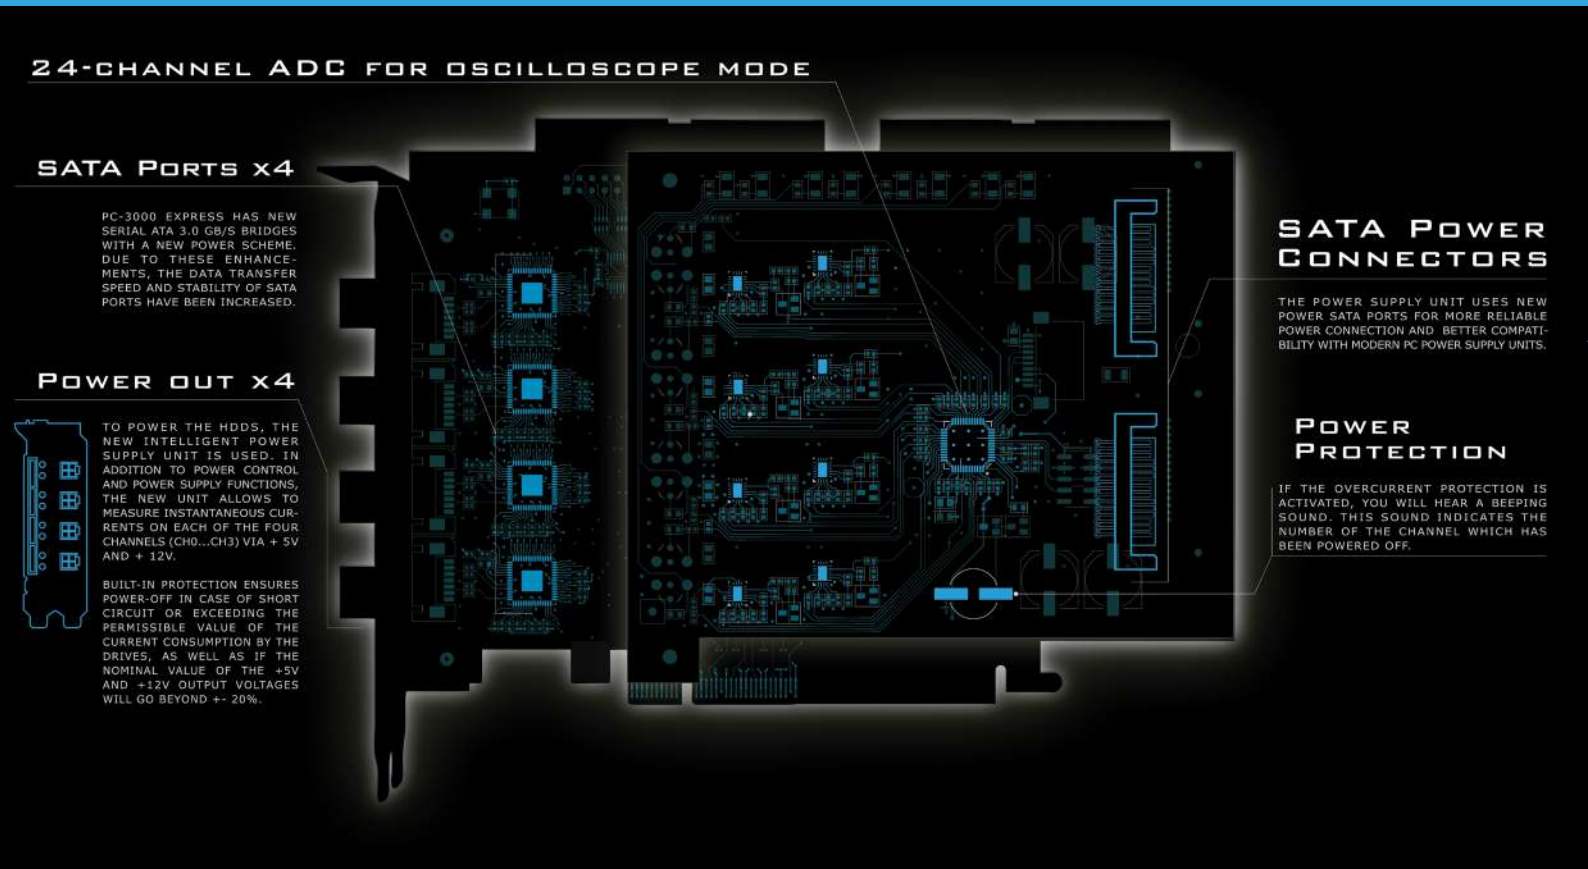 24-CHANNEL ADC FOR OSCILLOSCOPE MODE
SATA PORTS X4
PC-3000 EXPRESS HAS NEW
SERIAL ATA 3.0 GB/S BRIDGES
WITH A NEW POWER SCHEME.
DUE TO THESE ENHANCE-
MENTS, THE DATA TRANSFER
SPEED AND STABILITY OF SATA
PORTS HAVE BEEN INCREASED.
POWER OUT X4
TO POWER THE HDDS, THE
NEW INTELLIGENT POWER
SUPPLY UNIT IS USED. IN
ADDITION TO POWER CONTROL
AND POWER SUPPLY FUNCTIONS,
THE NEW UNIT ALLOWS TO
MEASURE INSTANTANEOUS CUR-
RENTS ON EACH OF THE FOUR
CHANNELS (CH0...CH3) VIA + 5V
AND + 12V.
BUILT-IN PROTECTION ENSURES
POWER-OFF IN CASE OF SHORT
CIRCUIT OR EXCEEDING THE
PERMISSIBLE VALUE OF THE
CURRENT CONSUMPTION BY THE
DRIVES, AS WELL AS IF THE
NOMINAL VALUE OF THE +5V
AND +12V OUTPUT VOLTAGES
WILL GO BEYOND +- 20%.
SATA POWER
CONNECTORS
THE POWER SUPPLY UNIT USES NEW
POWER SATA PORTS FOR MORE RELIABLE
POWER CONNECTION AND BETTER COMPATI-
BILITY WITH MODERN PC POWER SUPPLY UNITS.
POWER
PROTECTION
IF THE OVERCURRENT PROTECTION IS
ACTIVATED, YOU WILL HEAR A BEEPING
SOUND. THIS SOUND INDICATES THE
NUMBER OF THE CHANNEL WHICH HAS
BEEN POWERED OFF.